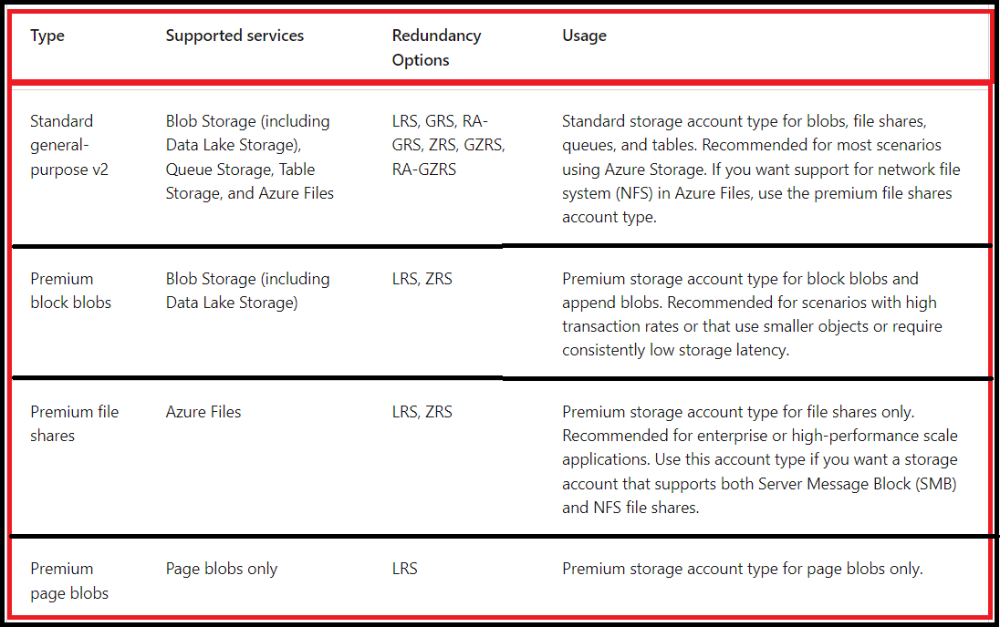 Type Supported services Redundancy Options Usage
Standard general-purpose v2
Blob Storage (including
Data Lake Storage),
Queue Storage, Table
Storage, and Azure Files
LRS, GRS, RA-
GRS, ZRS, GZRS,
RA-GZRS
Standard storage account type for blobs, file shares,
queues, and tables. Recommended for most scenarios
using Azure Storage. If you want support for network file
system (NFS) in Azure Files, use the premium file shares
account type.
Premium
block blobs
Blob Storage (including
Data Lake Storage)
LRS, ZRS
Premium storage account type for block blobs and
append blobs. Recommended for scenarios with high
transaction rates or that use smaller objects or require
consistently low storage latency.
Premium file
shares
Azure Files
LRS, ZRS
Premium storage account type for file shares only.
Recommended for enterprise or high-performance scale
applications. Use this account type if you want a storage
account that supports both Server Message Block (SMB)
and NFS file shares.
Premium
page blobs
Page blobs only
LRS
Premium storage account type for page blobs only.